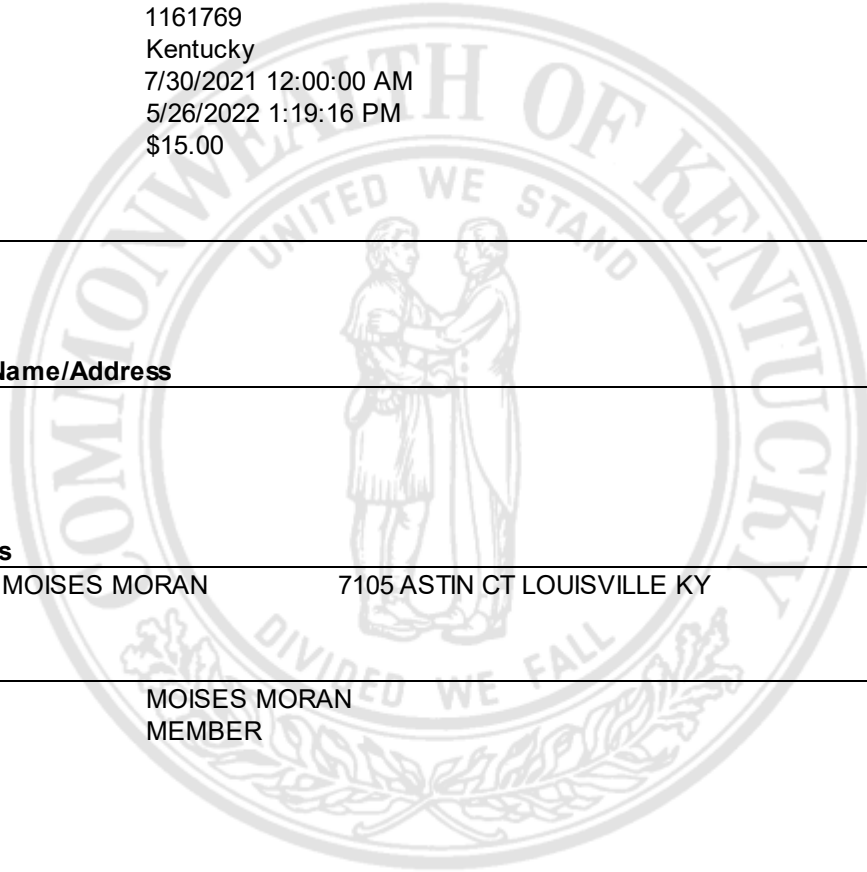 1161769
Kentucky
7/30/2021 12:00:00 AM
5/26/2022 1:19:16 PM
$15.00
COMMONWEALTH OF KENTUCKY
UNITED WE STAND
Name/Address
s
MOISES MORAN 7105 ASTIN CT LOUISVILLE KY
DIVIDED WE FALL
MOISES MORAN
MEMBER